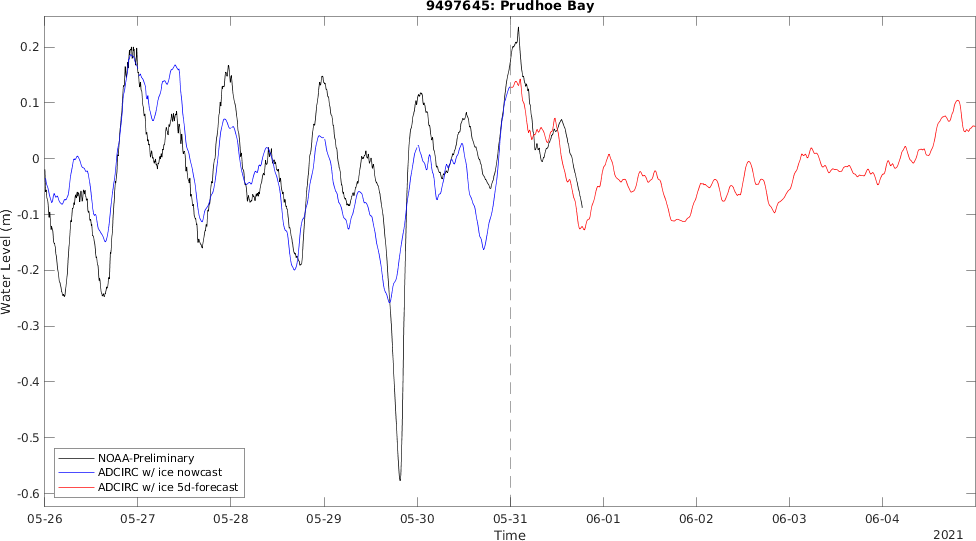 9497645: Prudhoe Bay
0.2
0.1
0
-0.1
-0.2
-0.3
-0.4
-0.5
-0.6
Water Level (m)
NOAA-Preliminary
ADCIRC w/ ice nowcast
ADCIRC w/ ice 5d-forecast
05-26 05-27 05-28 05-29 05-30 05-31 06-01 06-02 06-03 06-04
Time
2021